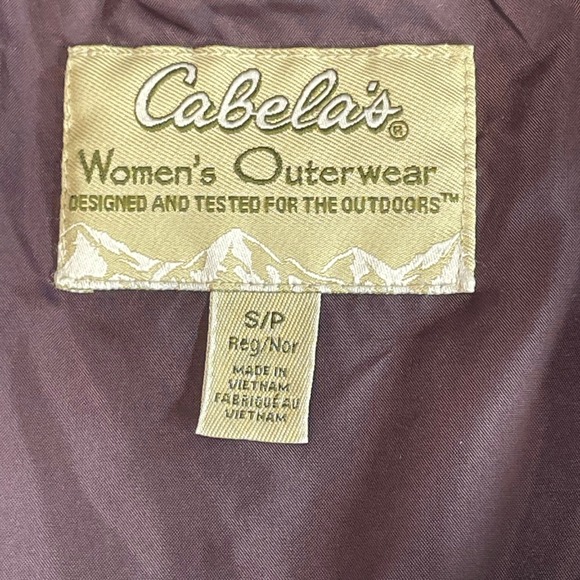 Cabela's®
Women's Outerwear
DESIGNED AND TESTED FOR THE OUTDOORS™
S/P
Reg/Nor
MADE IN
VIETNAM
FABRIQUÉ AU
VIETNAM